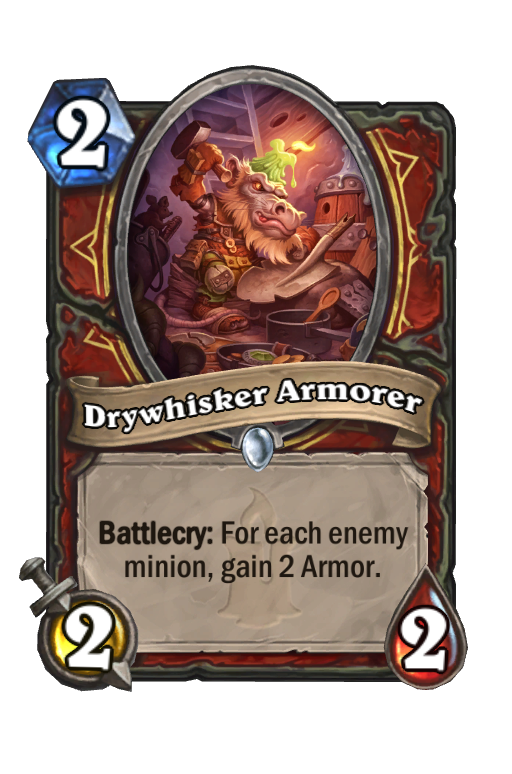 2
Drywhisker Armorer
Battlecry: For each enemy
minion, gain 2 Armor.
2
2